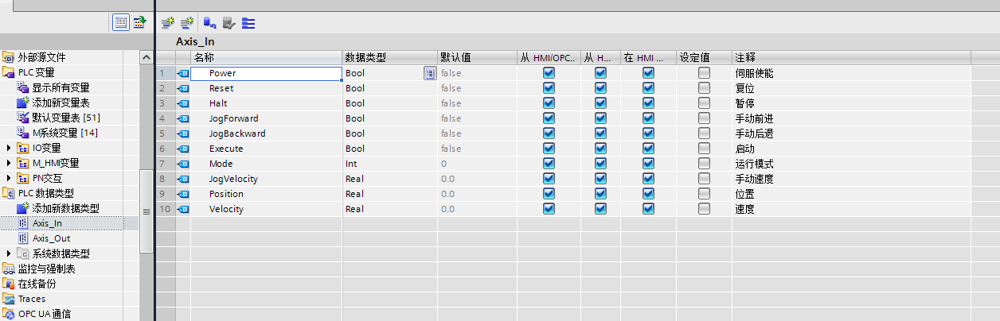 Axis_In
名称 数据类型 默认值 从 HMI/OPC.. 从 H... 在 HMI ... 设定值 注释
1 Power Bool false 伺服使能
2 Reset Bool false 复位
3 Halt Bool false 暂停
4 JogForward Bool false 手动前进
5 JogBackward Bool false 手动后退
6 Execute Bool false 启动
7 Mode Int 0 运行模式
8 JogVelocity Real 0.0 手动速度
9 Position Real 0.0 位置
10 Velocity Real 0.0 速度
外部源文件
PLC 变量
显示所有变量
添加新变量表
默认变量表 [51]
M系统变量 [14]
IO变量
M_HMI变量
PN交互
PLC 数据类型
添加新数据类型
Axis_In
Axis_Out
系统数据类型
监控与强制表
在线备份
Traces
OPC UA 通信